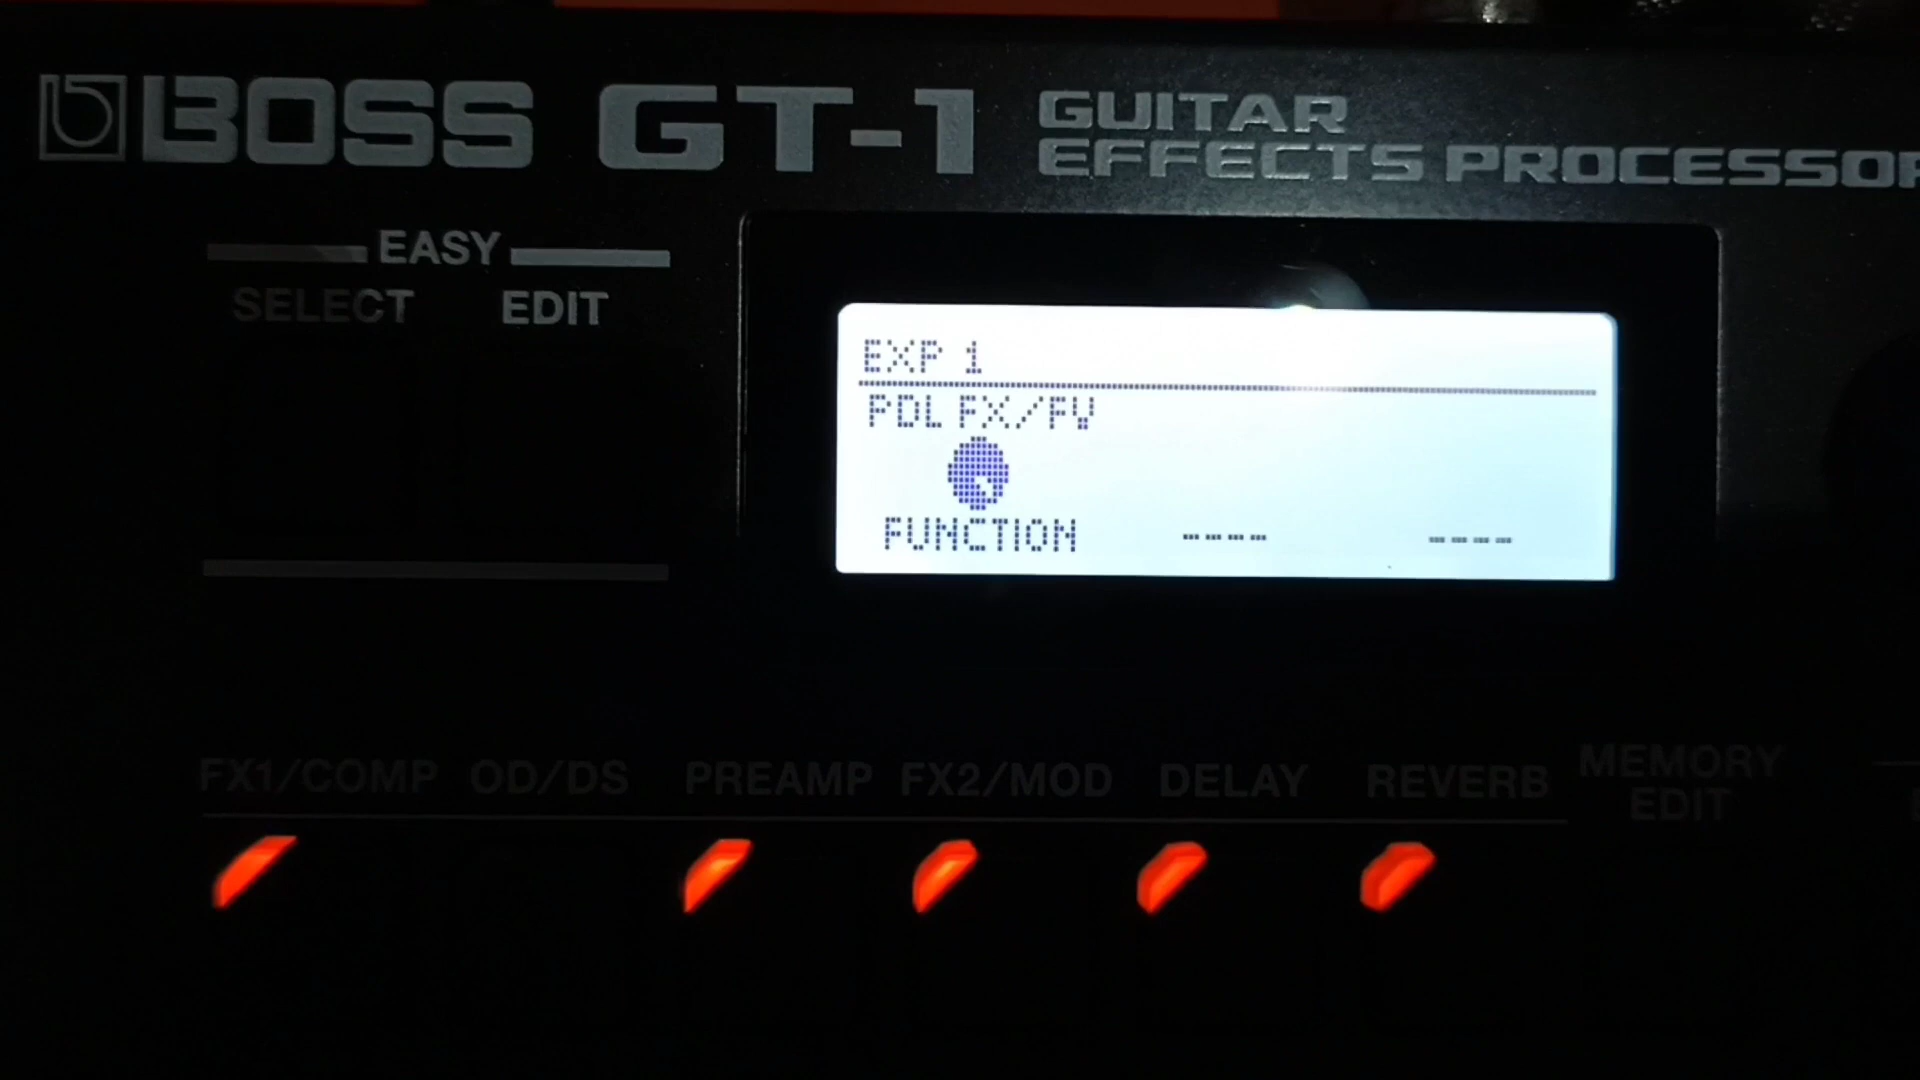 BOSS GT-1 GUITAR
EFFECTS PROCESSOR
EASY
SELECT EDIT
EXP 1
PDL FX/FV
FUNCTION ---- ----
FX1/COMP OD/DS PREAMP FX2/MOD DELAY REVERB MEMORY
EDIT